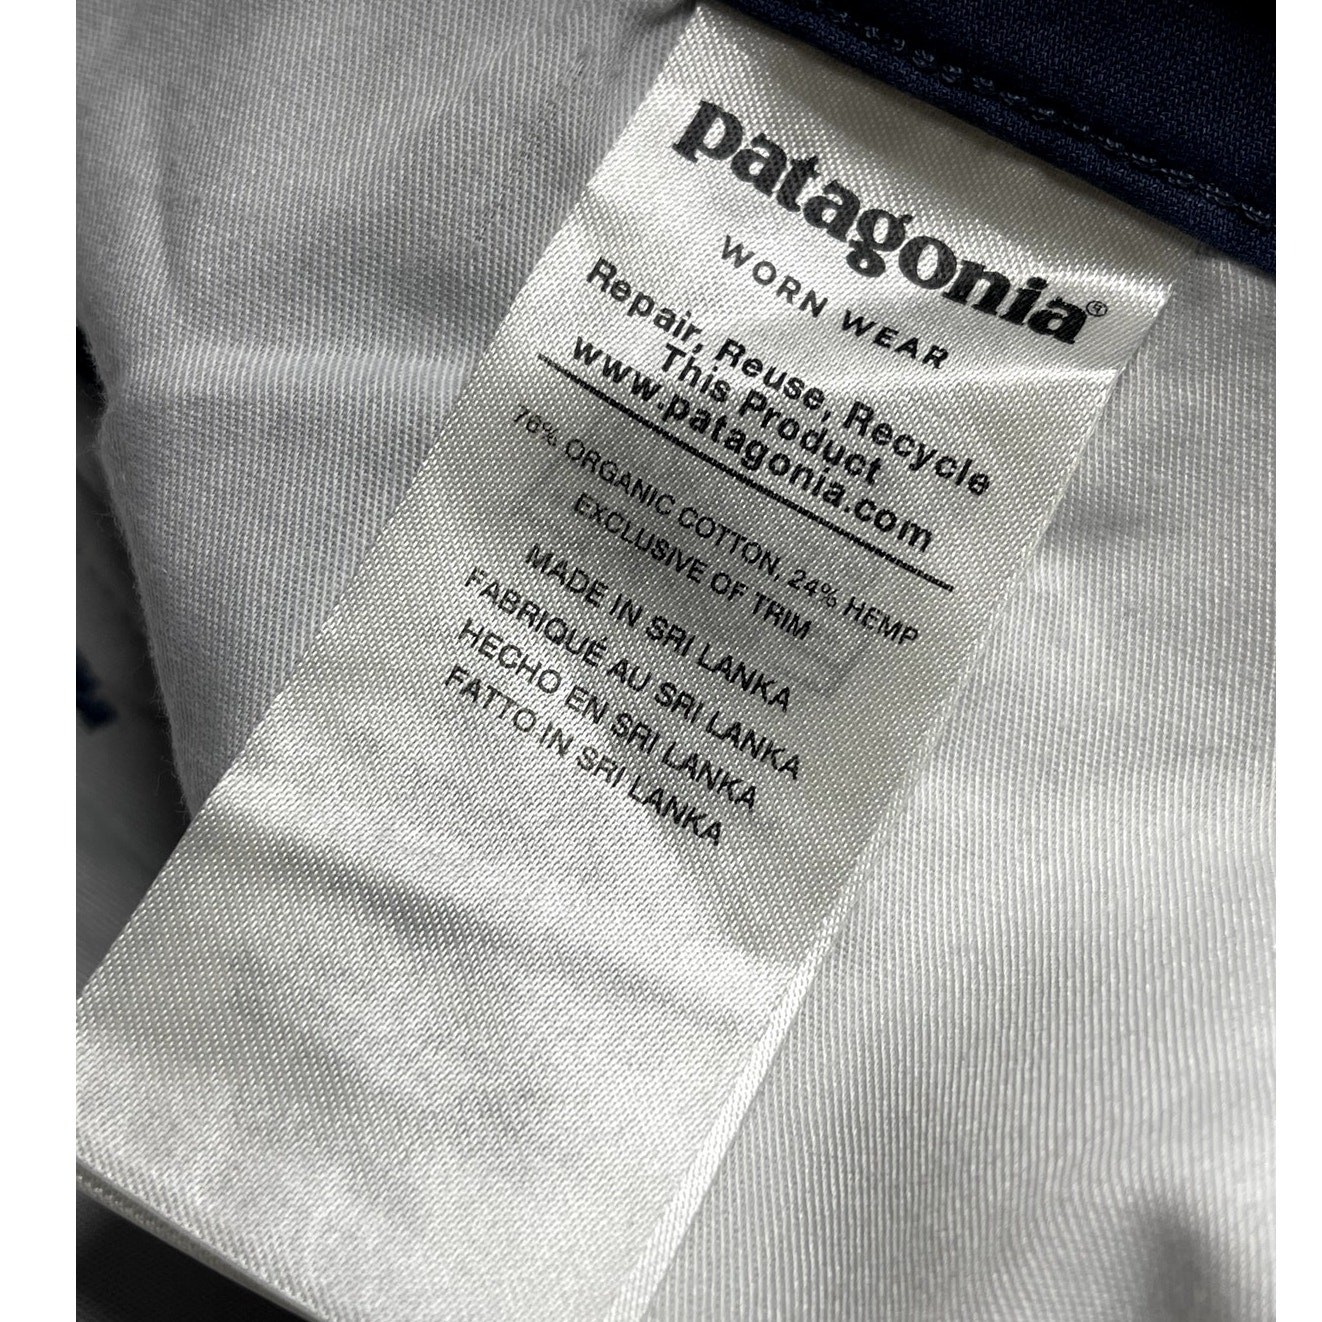 patagonia®
WORN WEAR
Repair, Reuse, Recycle
This Product
www.patagonia.com
76% ORGANIC COTTON, 24% HEMP
EXCLUSIVE OF TRIM
MADE IN SRI LANKA
FABRIQUÉ AU SRI LANKA
HECHO EN SRI LANKA
FATTO IN SRI LANKA